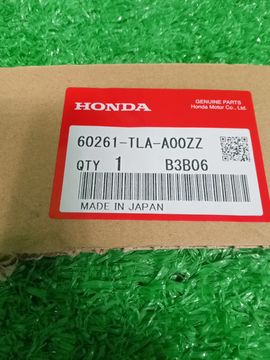 HONDA
GENUINE PARTS
Honda Motor Co., Ltd.
60261-TLA-A00ZZ
QTY 1 B3B06
MADE IN JAPAN